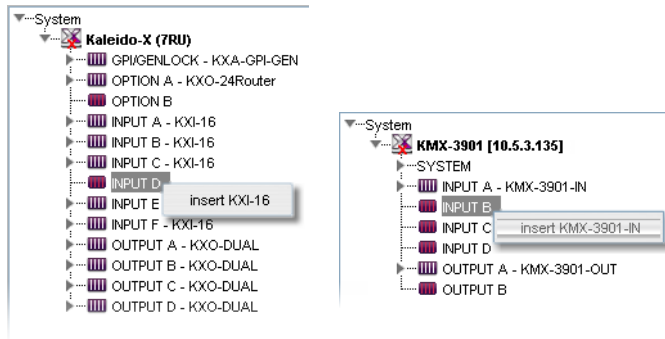 System
Kaleido-X (7RU)
GPI/GENLOCK - KXA-GPI-GEN
OPTION A - KXO-24Router
OPTION B
INPUT A - KXI-16
INPUT B - KXI-16
INPUT C - KXI-16
INPUT D
insert KXI-16
INPUT E
INPUT F - KXI-16
OUTPUT A - KXO-DUAL
OUTPUT B - KXO-DUAL
OUTPUT C - KXO-DUAL
OUTPUT D - KXO-DUAL
System
KMX-3901 [10.5.3.135]
SYSTEM
INPUT A - KMX-3901-IN
INPUT B
insert KMX-3901-IN
INPUT C
INPUT D
OUTPUT A - KMX-3901-OUT
OUTPUT B